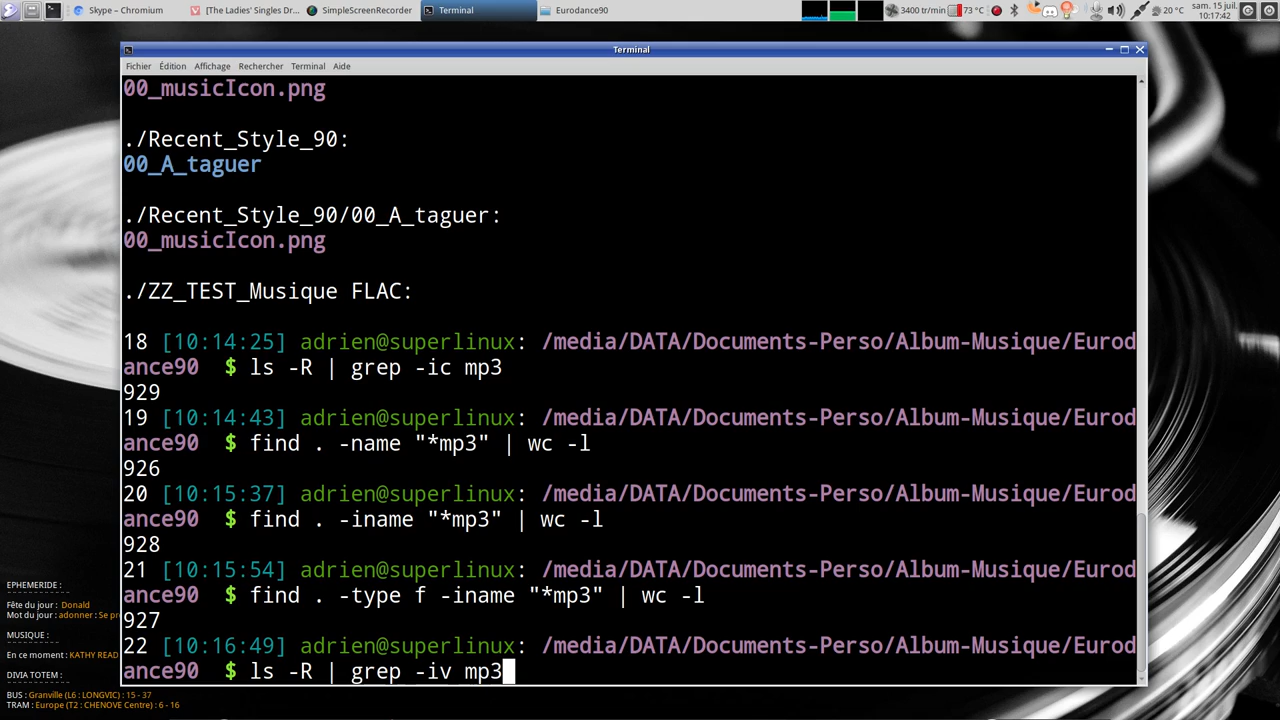 Skype – Chromium
[The Ladies' Singles Dr...
SimpleScreenRecorder
Terminal
Eurodance90
3400 tr/min
73 °C
20 °C
sam. 15 juil.
10:17:42
Terminal
Fichier Édition Affichage Rechercher Terminal Aide
00_musicIcon.png
./Recent_Style_90:
00_A_taguer
./Recent_Style_90/00_A_taguer:
00_musicIcon.png
./ZZ_TEST_Musique FLAC:
18 [10:14:25] adrien@superlinux: /media/DATA/Documents-Perso/Album-Musique/Eurod
ance90 $ ls -R | grep -ic mp3
929
19 [10:14:43] adrien@superlinux: /media/DATA/Documents-Perso/Album-Musique/Eurod
ance90 $ find . -name "*mp3" | wc -l
926
20 [10:15:37] adrien@superlinux: /media/DATA/Documents-Perso/Album-Musique/Eurod
ance90 $ find . -iname "*mp3" | wc -l
928
21 [10:15:54] adrien@superlinux: /media/DATA/Documents-Perso/Album-Musique/Eurod
ance90 $ find . -type f -iname "*mp3" | wc -l
927
22 [10:16:49] adrien@superlinux: /media/DATA/Documents-Perso/Album-Musique/Eurod
ance90 $ ls -R | grep -iv mp3
EPHEMERIDE :
Fête du jour : Donald
Mot du jour : adonner : Se pr
MUSIQUE :
En ce moment : KATHY READ
DIVIA TOTEM :
BUS : Granville (L6 : LONGVIC) : 15 - 37
TRAM : Europe (T2 : CHENOVE Centre) : 6 - 16